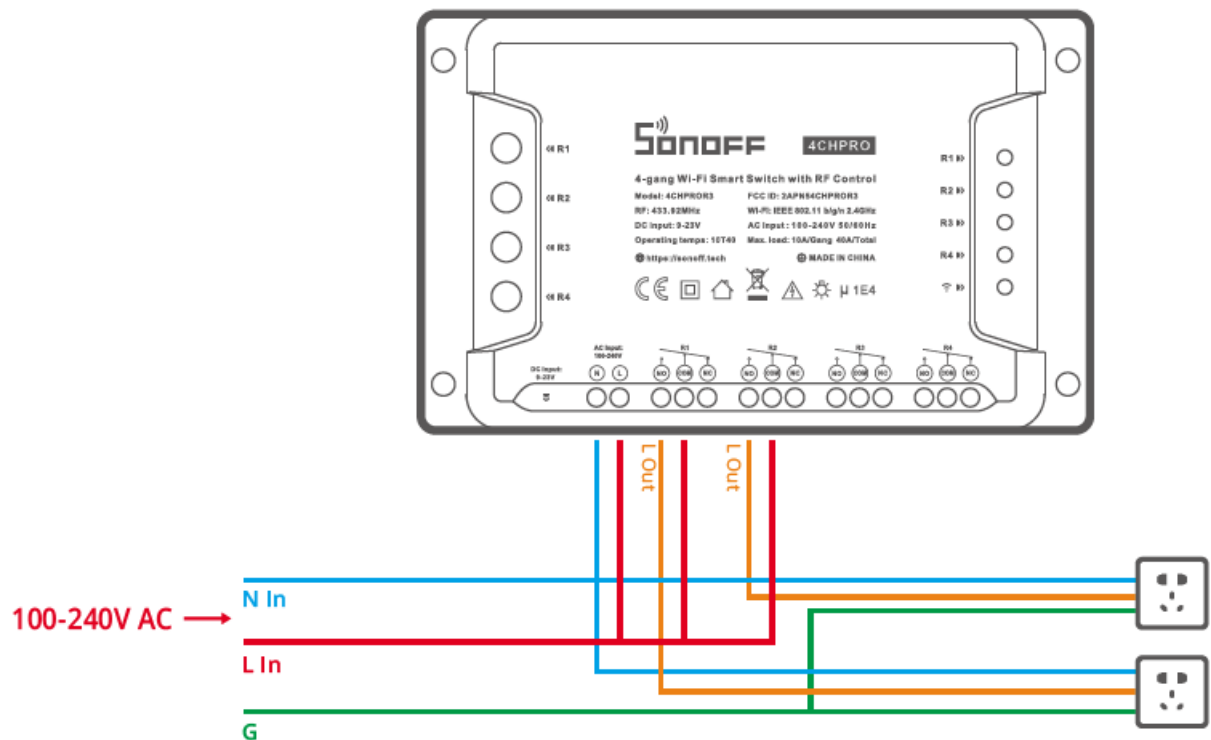 SONOFF 4CHPRO
4-gang Wi-Fi Smart Switch with RF Control
Model: 4CHPROR3 FCC ID: 2APN54CHPROR3
RF: 433.92MHz Wi-Fi: IEEE 802.11 b/g/n 2.4GHz
DC Input: 9-23V AC Input: 100-240V 50/60Hz
Operating temps: 10T40 Max. load: 10A/Gang 40A/Total
https://sonoff.tech MADE IN CHINA
CE µ 1E4
R1
R2
R3
R4
R1
R2
R3
R4
DC Input:
9-23V
AC Input:
100-240V
R1 R2 R3 R4
N L NO COM NC NO COM NC NO COM NC NO COM NC
L Out
L Out
N In
100-240V AC
L In
G